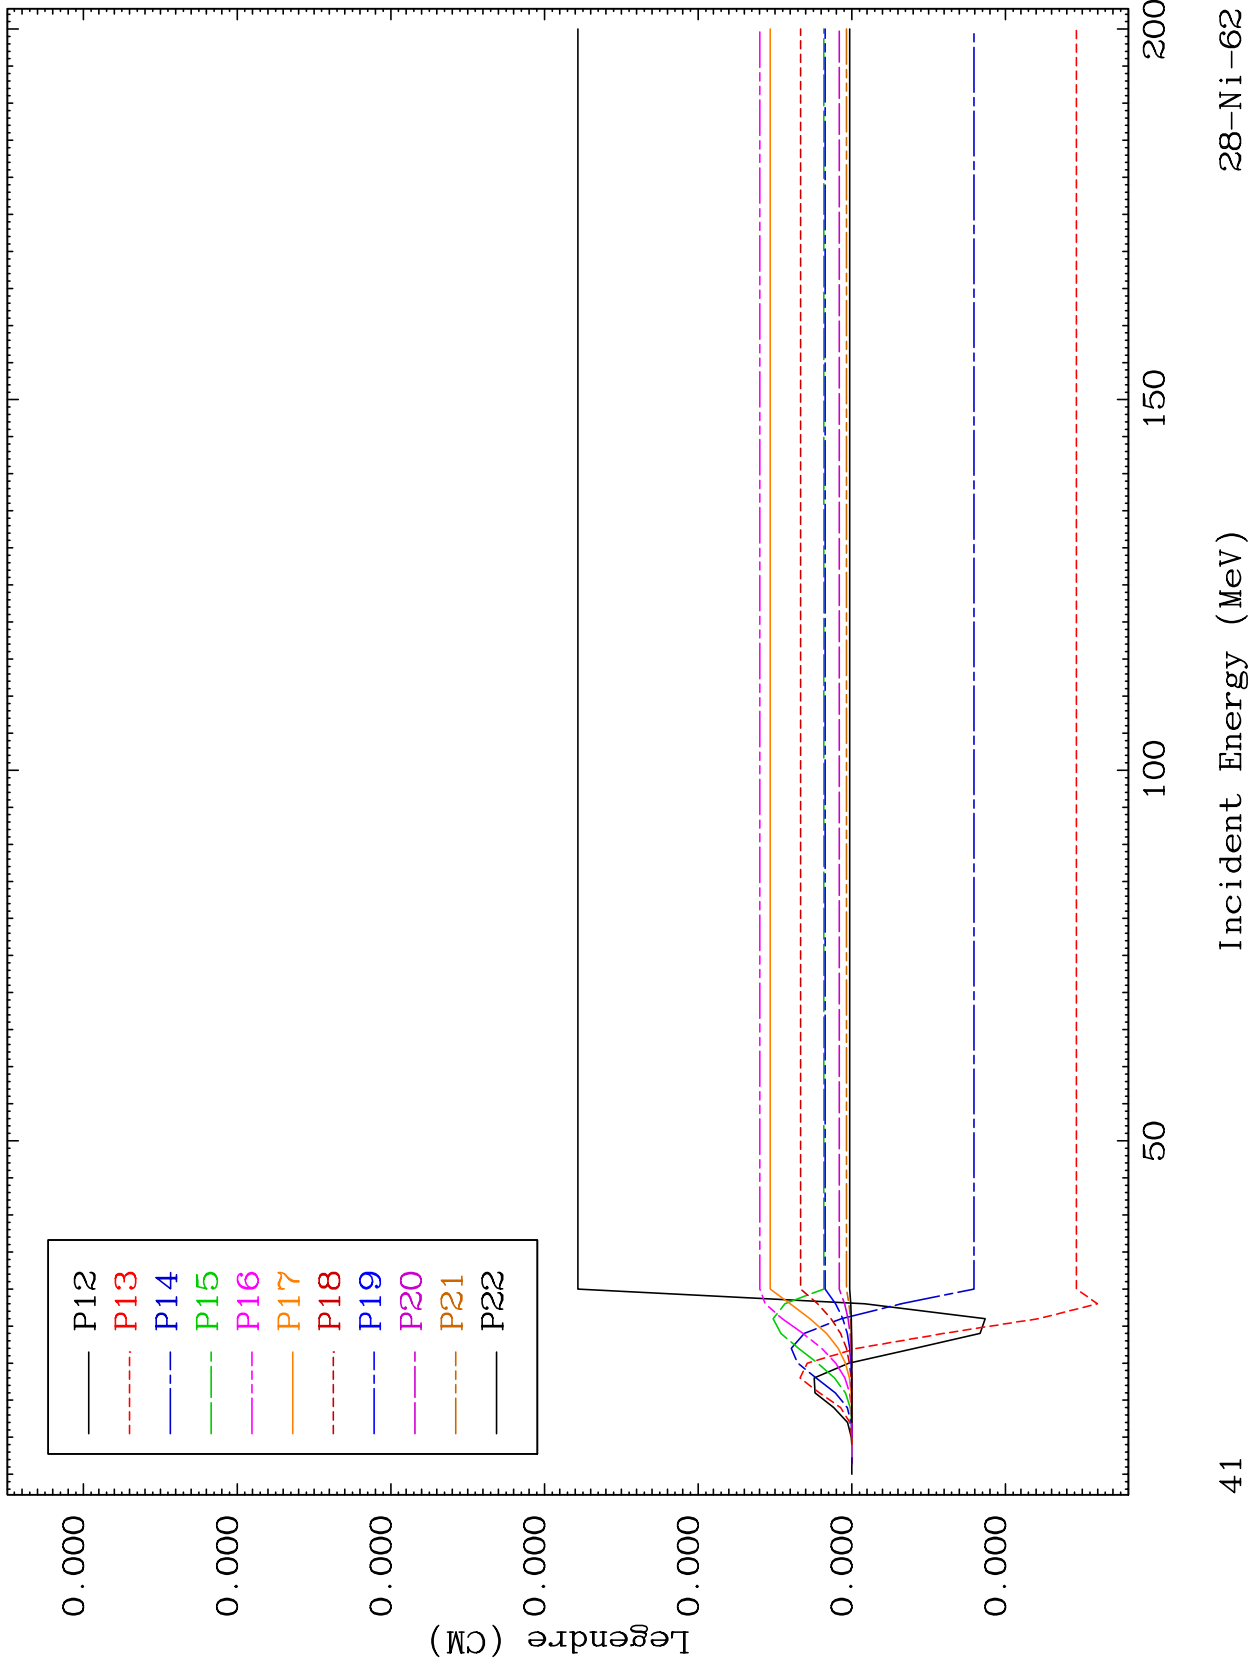 P12
P13
P14
P15
P16
P17
P18
P19
P20
P21
P22
0.000
0.000
0.000
0.000
0.000
0.000
0.000
Legendre (CM)
50
100
150
200
Incident Energy (MeV)
41
28-Ni-62